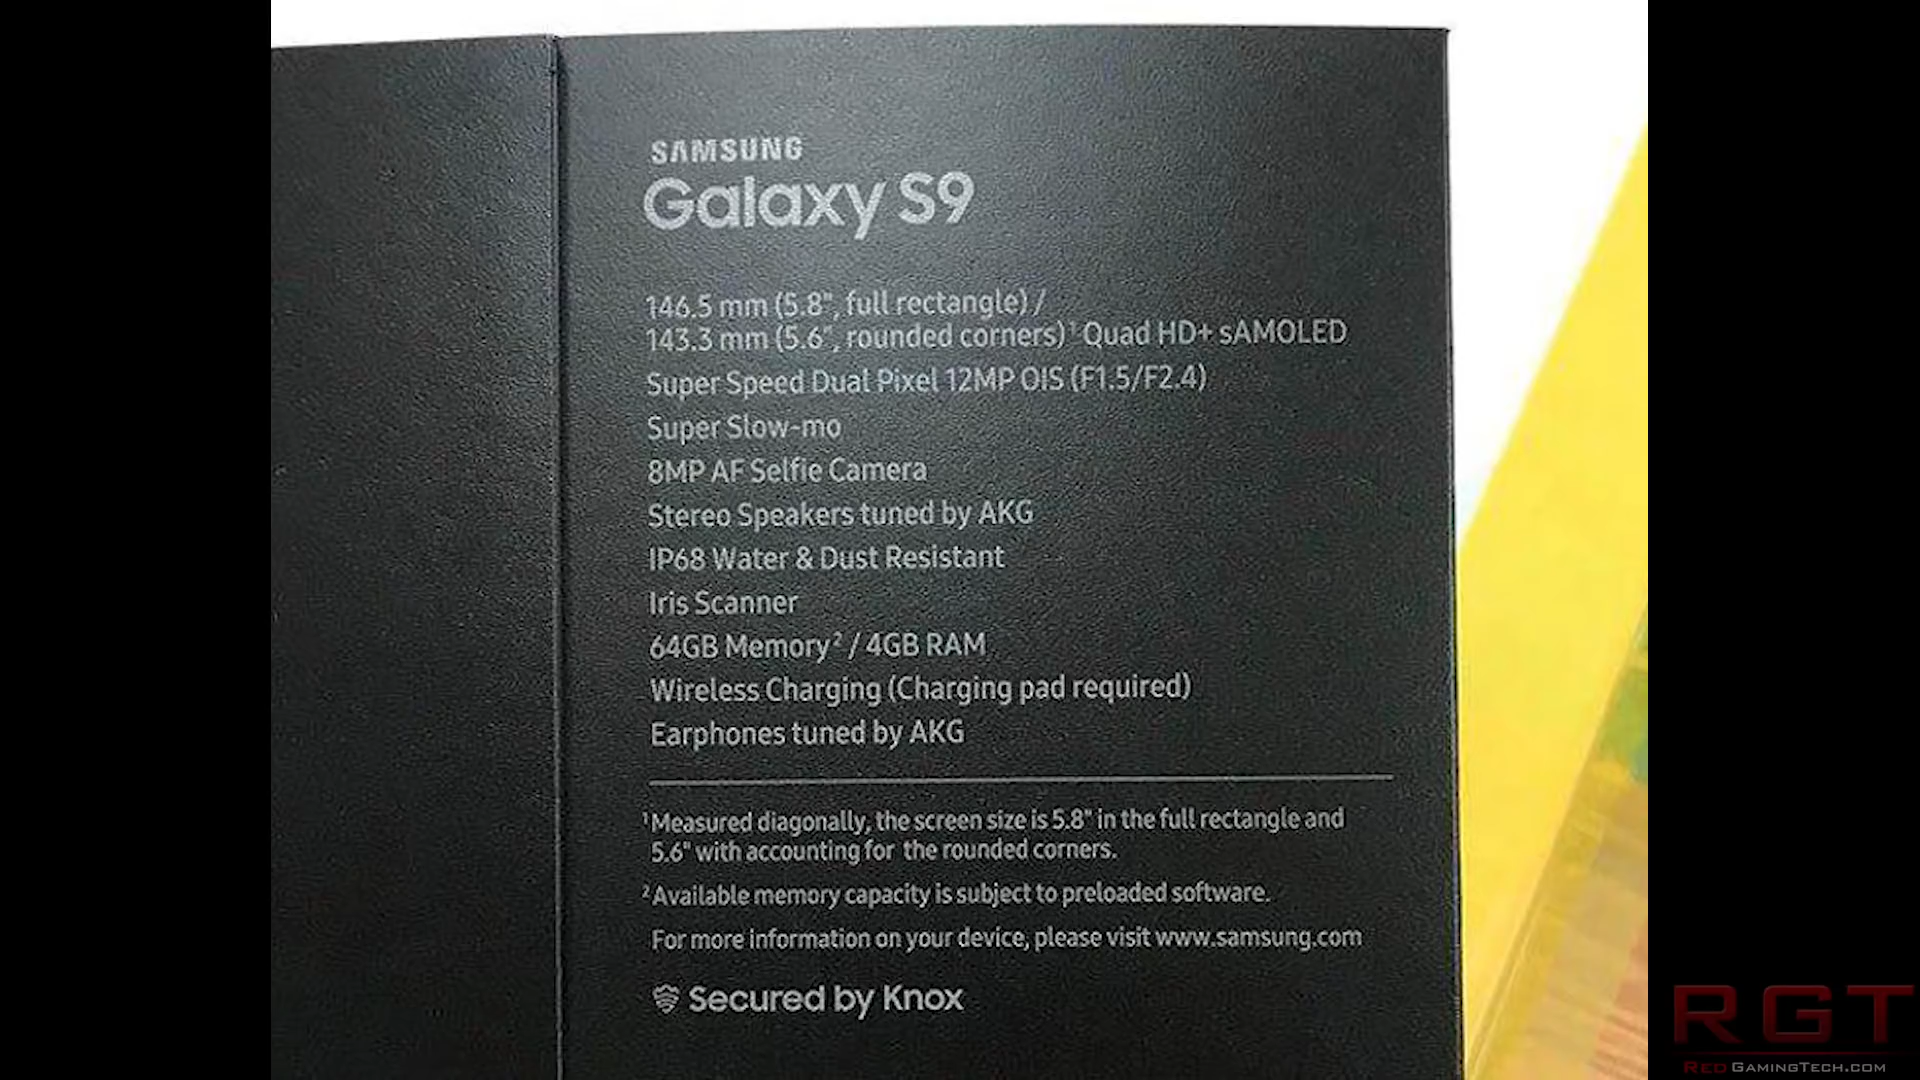 SAMSUNG
Galaxy S9
146.5 mm (5.8", full rectangle) /
143.3 mm (5.6", rounded corners)¹ Quad HD+ sAMOLED
Super Speed Dual Pixel 12MP OIS (F1.5/F2.4)
Super Slow-mo
8MP AF Selfie Camera
Stereo Speakers tuned by AKG
IP68 Water & Dust Resistant
Iris Scanner
64GB Memory² / 4GB RAM
Wireless Charging (Charging pad required)
Earphones tuned by AKG
¹Measured diagonally, the screen size is 5.8" in the full rectangle and
5.6" with accounting for the rounded corners.
²Available memory capacity is subject to preloaded software.
For more information on your device, please visit www.samsung.com
Secured by Knox
RGT
REDGAMINGTECH.COM